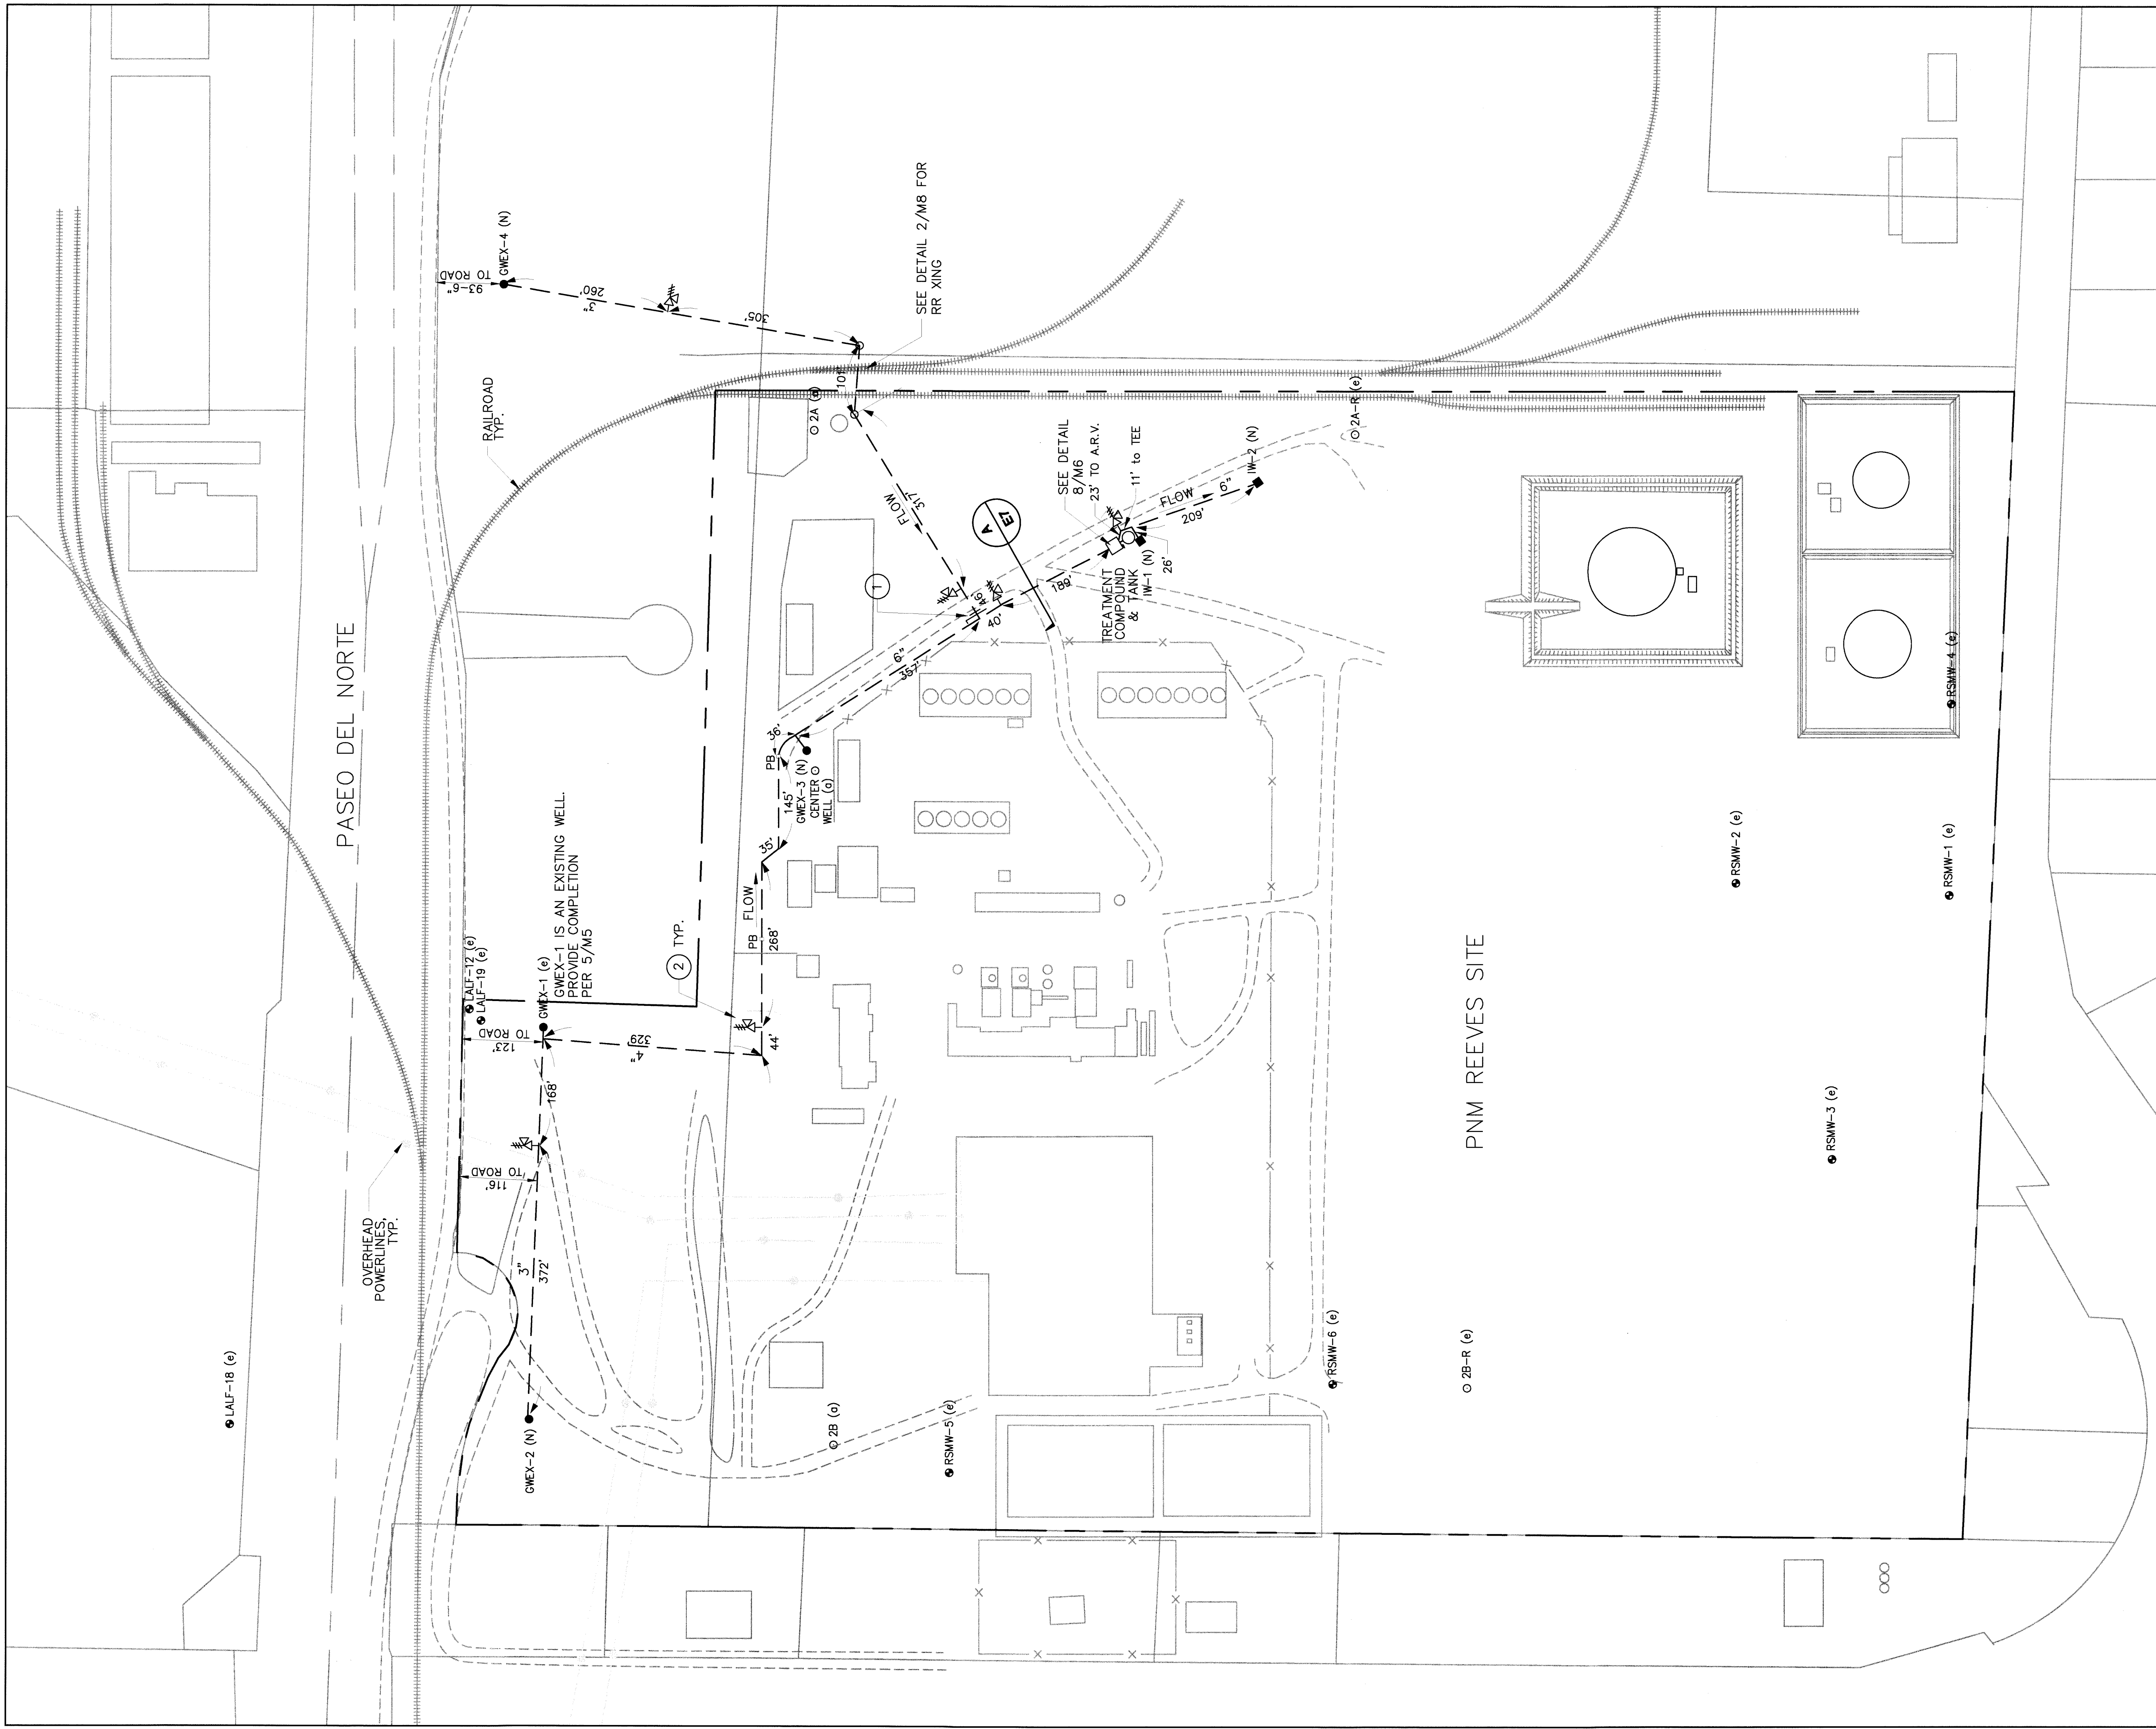 PASEO DEL NORTE
RAILROAD
TYP.
OVERHEAD
POWERLINES,
TYP.
LALF-18 (e)
LALF-12 (e)
LALF-19 (e)
93-6"
TO ROAD
GWEX-4 (N)
3"
260'
305'
101'
SEE DETAIL 2/M8 FOR
RR XING
2A (a)
FLOW
317'
GWEX-1 (e)
GWEX-1 IS AN EXISTING WELL.
PROVIDE COMPLETION
PER 5/M5
123'
TO ROAD
116'
TO ROAD
168'
3"
372'
GWEX-2 (N)
4"
329'
44'
2 TYP.
PB FLOW
268'
35'
145'
PB
36'
GWEX-3 (N)
CENTER
WELL (a)
6"
357'
1
46'
40'
A
E7
189'
SEE DETAIL
8/M6
23' TO A.R.V.
11' to TEE
FLOW 6"
209'
IW-2 (N)
TREATMENT
COMPOUND
& TANK
IW-1 (N)
26'
2A-R (e)
2B (a)
RSMW-5 (e)
RSMW-6 (e)
2B-R (e)
PNM REEVES SITE
RSMW-2 (e)
RSMW-3 (e)
RSMW-4 (e)
RSMW-1 (e)